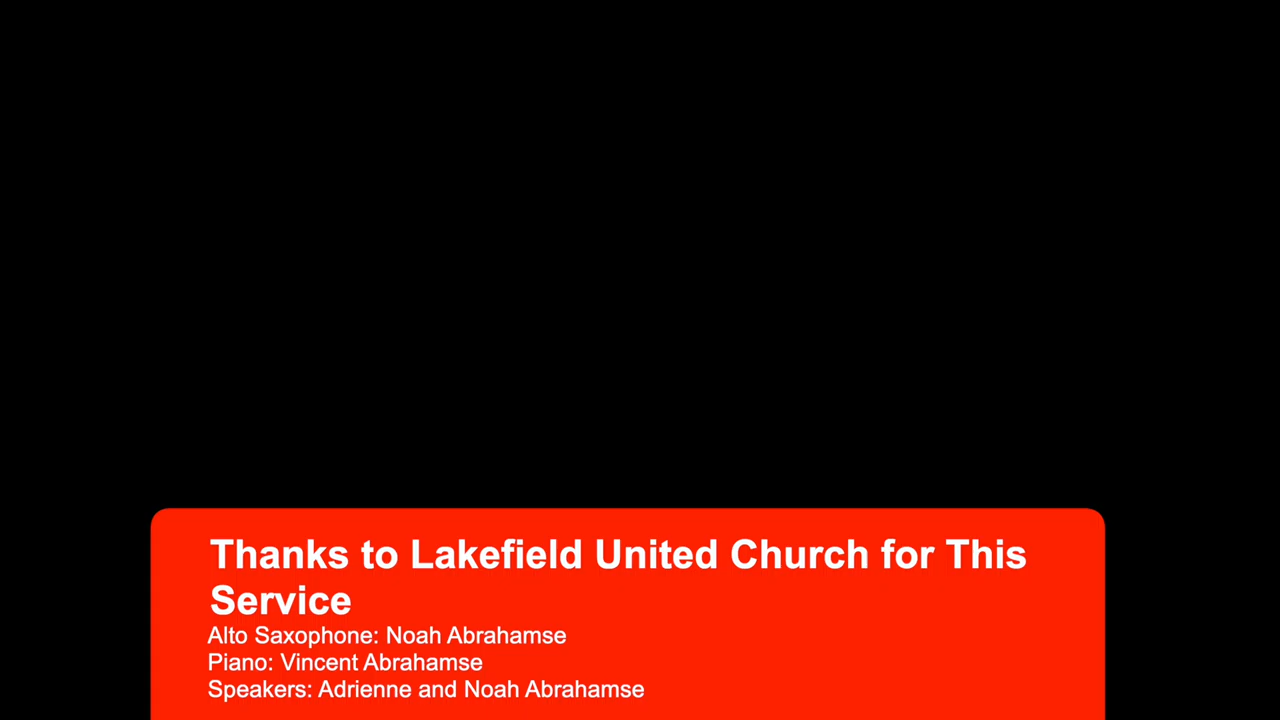 Thanks to Lakefield United Church for This
Service
Alto Saxophone: Noah Abrahamse
Piano: Vincent Abrahamse
Speakers: Adrienne and Noah Abrahamse